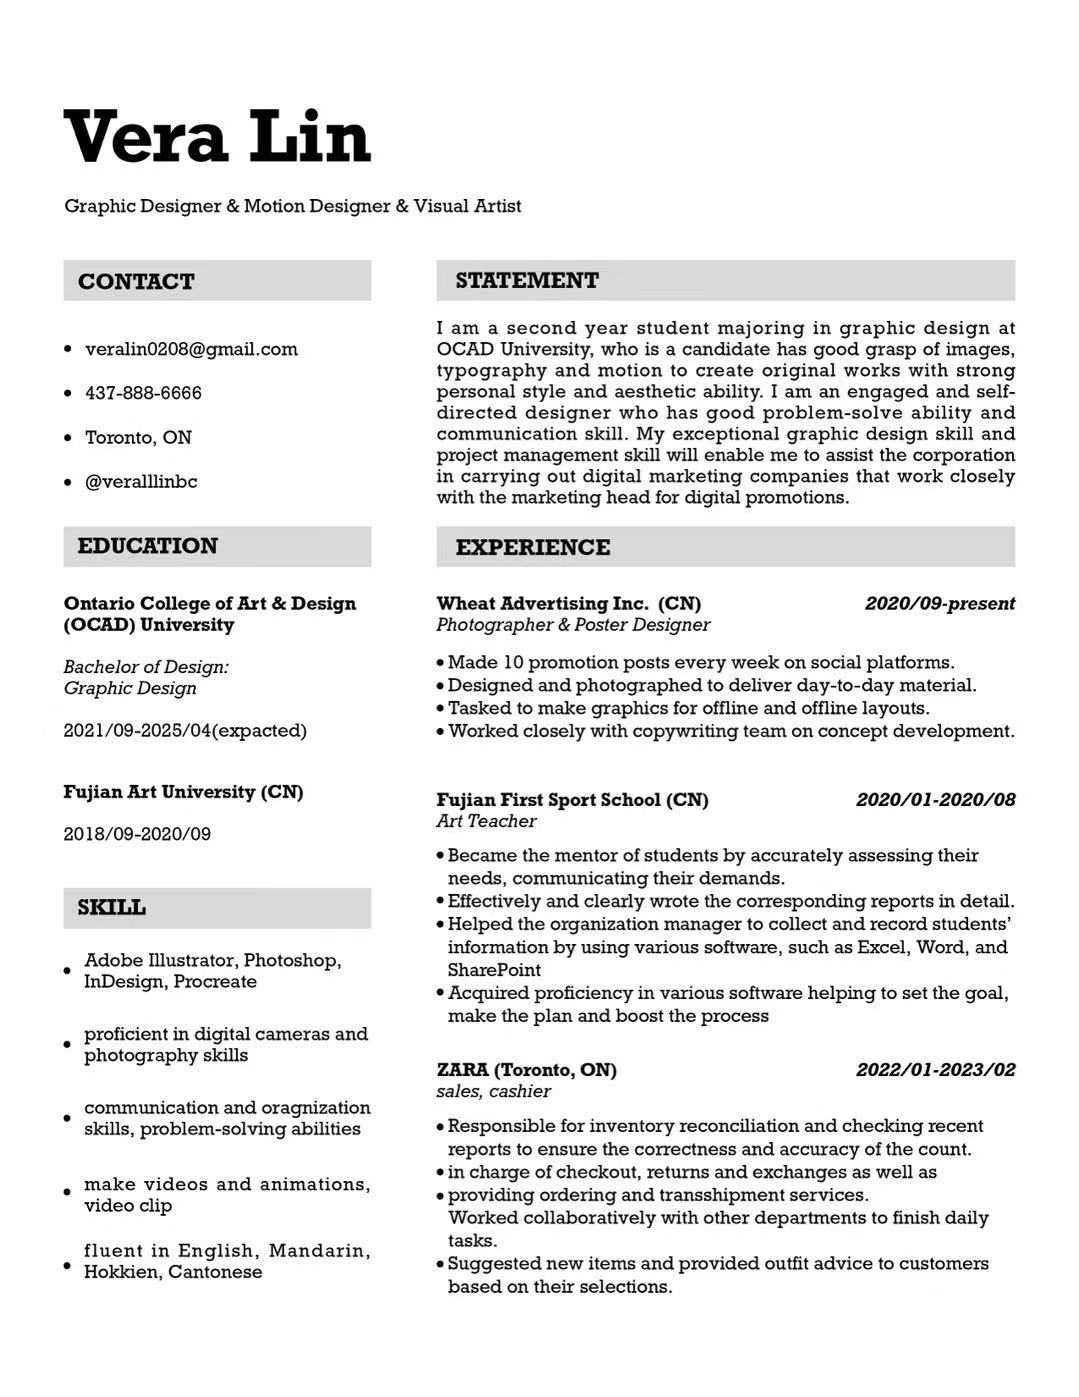 Vera Lin
Graphic Designer & Motion Designer & Visual Artist
CONTACT
• veralin0208@gmail.com
• 437-888-6666
• Toronto, ON
• @veralllinbc
EDUCATION
Ontario College of Art & Design
(OCAD) University
Bachelor of Design:
Graphic Design
2021/09-2025/04(expacted)
Fujian Art University (CN)
2018/09-2020/09
SKILL
• Adobe Illustrator, Photoshop,
InDesign, Procreate
• proficient in digital cameras and
photography skills
• communication and oragnization
skills, problem-solving abilities
• make videos and animations,
video clip
• fluent in English, Mandarin,
Hokkien, Cantonese
STATEMENT
I am a second year student majoring in graphic design at
OCAD University, who is a candidate has good grasp of images,
typography and motion to create original works with strong
personal style and aesthetic ability. I am an engaged and self-
directed designer who has good problem-solve ability and
communication skill. My exceptional graphic design skill and
project management skill will enable me to assist the corporation
in carrying out digital marketing companies that work closely
with the marketing head for digital promotions.
EXPERIENCE
Wheat Advertising Inc. (CN) 2020/09-present
Photographer & Poster Designer
• Made 10 promotion posts every week on social platforms.
• Designed and photographed to deliver day-to-day material.
• Tasked to make graphics for offline and offline layouts.
• Worked closely with copywriting team on concept development.
Fujian First Sport School (CN) 2020/01-2020/08
Art Teacher
• Became the mentor of students by accurately assessing their
needs, communicating their demands.
• Effectively and clearly wrote the corresponding reports in detail.
• Helped the organization manager to collect and record students’
information by using various software, such as Excel, Word, and
SharePoint
• Acquired proficiency in various software helping to set the goal,
make the plan and boost the process
ZARA (Toronto, ON) 2022/01-2023/02
sales, cashier
• Responsible for inventory reconciliation and checking recent
reports to ensure the correctness and accuracy of the count.
• in charge of checkout, returns and exchanges as well as
• providing ordering and transshipment services.
Worked collaboratively with other departments to finish daily
tasks.
• Suggested new items and provided outfit advice to customers
based on their selections.